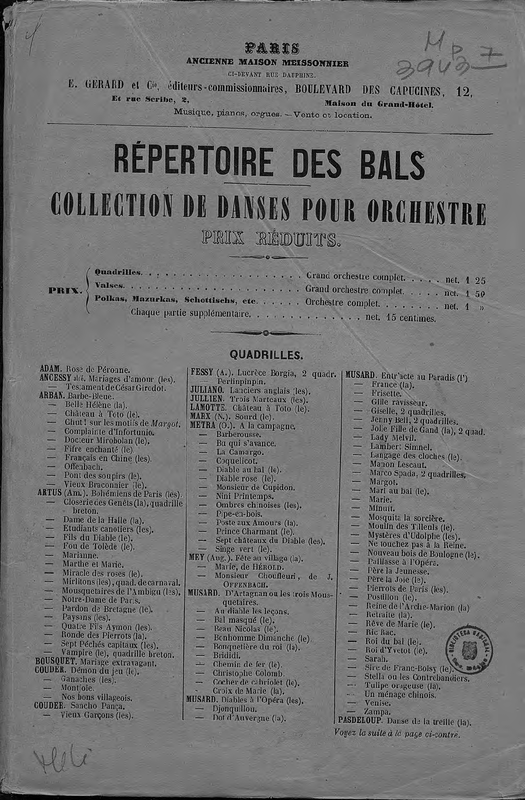 PARIS
ANCIENNE MAISON MEISSONNIER
CI-DEVANT RUE DAUPHINE.
E. GERARD et Cie, éditeurs-commissionnaires, BOULEVARD DES CAPUCINES, 12,
Et rue Scribe, 2, Maison du Grand-Hôtel.
Musique, pianos, orgues. — Vente et location.
3943
RÉPERTOIRE DES BALS
COLLECTION DE DANSES POUR ORCHESTRE
PRIX RÉDUITS.
PRIX.
Quadrilles. Grand orchestre complet. net. 1 25
Valses. Grand orchestre complet. net. 1 50
Polkas, Mazurkas, Schottischs, etc. Orchestre complet. net. 1 »
Chaque partie supplémentaire. net. 15 centimes.
QUADRILLES.
ADAM. Rose de Péronne.
ANCESSY aîné. Mariages d'amour (les).
— Testament de César Girodot.
ARBAN. Barbe-Bleue.
— Belle Hélène (la).
— Château à Toto (le).
— Chut! sur les motifs de Margot.
— Complainte d'Infortunio.
— Docteur Mirobolan (le).
— Fifre enchanté (le).
— Français en Chine (les).
— Offenbach.
— Pont des soupirs (le).
— Vieux Braconnier (le).
ARTUS (Am.). Bohémiens de Paris (les)
— Closerie des Genêts (la), quadrille
breton.
— Dame de la Halle (la).
— Etudiants canotiers (les).
— Fils du Diable (le).
— Fou de Tolède (le).
— Marianne.
— Marthe et Marie.
— Miracle des roses (le).
— Mirlitons (les), quad. de carnaval.
— Mousquetaires de l'Ambigu (les).
— Notre-Dame de Paris.
— Pardon de Bretagne (le).
— Paysans (les).
— Quatre Fils Aymon (les).
— Ronde des Pierrots (la).
— Sept Péchés capitaux (les).
— Vampire (le), quadrille breton.
BOUSQUET. Mariage extravagant.
COUDER. Démon du jeu (le).
— Ganaches (les).
— Montjoie.
— Nos bons villageois.
COUDER. Sancho Pança.
— Vieux Garçons (les).
FESSY (A.). Lucrèce Borgia, 2 quadr.
Perlinpinpin.
JULIANO. Lanciers anglais (les).
JULLIEN. Trois Marteaux (les).
LAMOTTE. Château à Toto (le).
MARX (N.). Sourd (le).
METRA (O.). A la campagne.
— Barberousse.
— Bu qui s'avance.
— La Camargo.
— Coquelicot.
— Diable au bal (le).
— Diable rose (le).
— Monsieur de Cupidon.
— Nini Printemps.
— Ombres chinoises (les).
— Pipe-en-bois.
— Poste aux Amours (la).
— Prince Charmant (le).
— Sept châteaux du Diable (les).
— Singe vert (le).
MEY (Aug.). Fête au village (la).
— Marie, de HÉROLD.
— Monsieur Choufleuri, de J.
OFFENBACH.
MUSARD. D'Artagnan ou les trois Mous-
quetaires.
— Au diable les leçons.
— Bal masqué (le).
— Beau Nicolas (le).
— Bonhomme Dimanche (le).
— Bouquetière du roi (la).
— Brididi.
— Chemin de fer (le)
— Christophe Colomb.
— Cocher de cabriolet (le).
— Croix de Marie (la).
MUSARD. Diables à l'Opéra (les).
— Djenguillou.
— Dot d'Auvergne (la).
MUSARD. Entr'acte au Paradis (l')
— France (la).
— Frisette.
— Gille ravisseur.
— Giselle, 2 quadrilles.
— Jenny Bell, 2 quadrilles.
— Jolie Fille de Gand (la), 2 quad.
— Lady Melvil.
— Lambert Simnel.
— Langage des cloches (le).
— Manon Lescaut.
— Marco Spada, 2 quadrilles.
— Margot.
— Mari au bal (le).
— Marie.
— Minuit.
— Mosquita la sorcière.
— Moulin des Tilleuls (le).
— Mystères d'Udolphe (les).
— Ne touchez pas à la Reine.
— Nouveau bois de Boulogne (le).
— Paillasse à l'Opéra.
— Père la Jeunesse.
— Père la Joie (le).
— Pierrots de Paris (les).
— Postillon (le).
— Reine de l'Arche-Marion (la)
— Retraite (la).
— Rêve de Marie (le).
— Ric Rac.
— Roi du bal (le).
— Roi d'Yvetot (le).
— Sarah.
— Sire de Franc-Boisy (le).
— Stella ou les Contrebandiers.
— Tulipe orageuse (la).
— Un ménage chinois.
— Venise.
— Zampa.
PASDELOUP. Danse de la treille (la).
Voyez la suite à la page ci-contre.